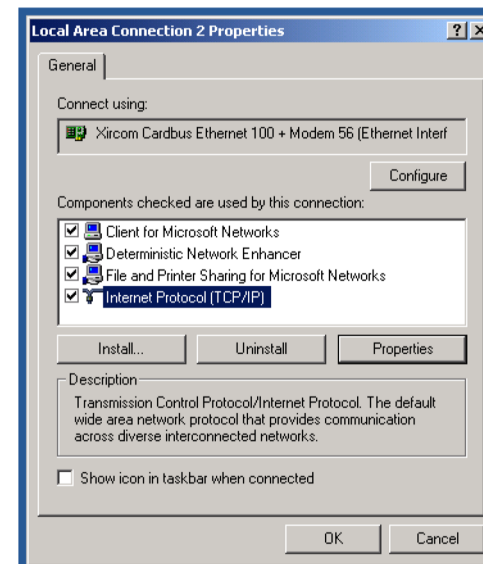 Local Area Connection 2 Properties
General
Connect using:
Xircom Cardbus Ethernet 100 + Modem 56 (Ethernet Interf
Configure
Components checked are used by this connection:
Client for Microsoft Networks
Deterministic Network Enhancer
File and Printer Sharing for Microsoft Networks
Internet Protocol (TCP/IP)
Install... Uninstall Properties
Description
Transmission Control Protocol/Internet Protocol. The default
wide area network protocol that provides communication
across diverse interconnected networks.
Show icon in taskbar when connected
OK Cancel